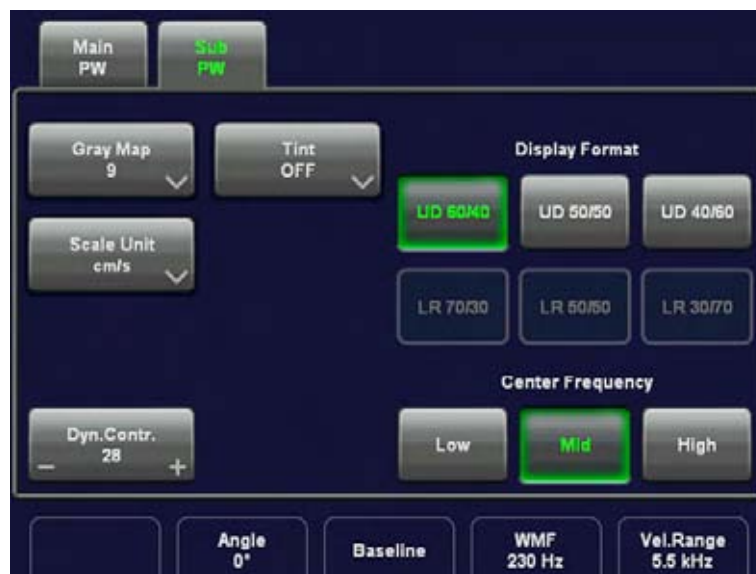 Main
PW
Sub
PW
Gray Map
9
Tint
OFF
Display Format
UD 60/40
UD 50/50
UD 40/60
Scale Unit
cm/s
LR 70/30
LR 50/50
LR 30/70
Center Frequency
Dyn.Contr.
28
− +
Low
Mid
High
Angle
0°
Baseline
WMF
230 Hz
Vel.Range
5.5 kHz